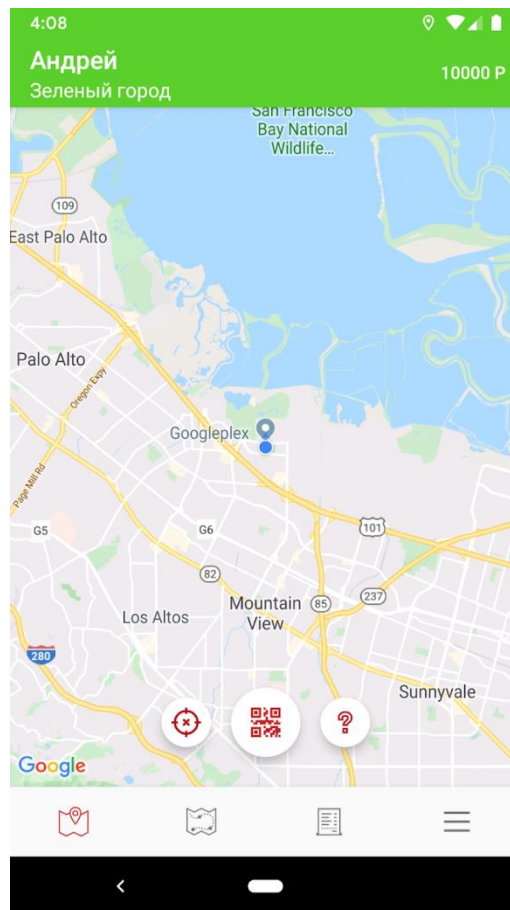 4:08
Андрей
10000 Р
Зеленый город
San Francisco
Bay National
Wildlife...
109
East Palo Alto
Palo Alto
Oregon Expy
Googleplex
Page Mill Rd
G5
G6
101
82
Mountain
View
85
237
Los Altos
280
Sunnyvale
Google